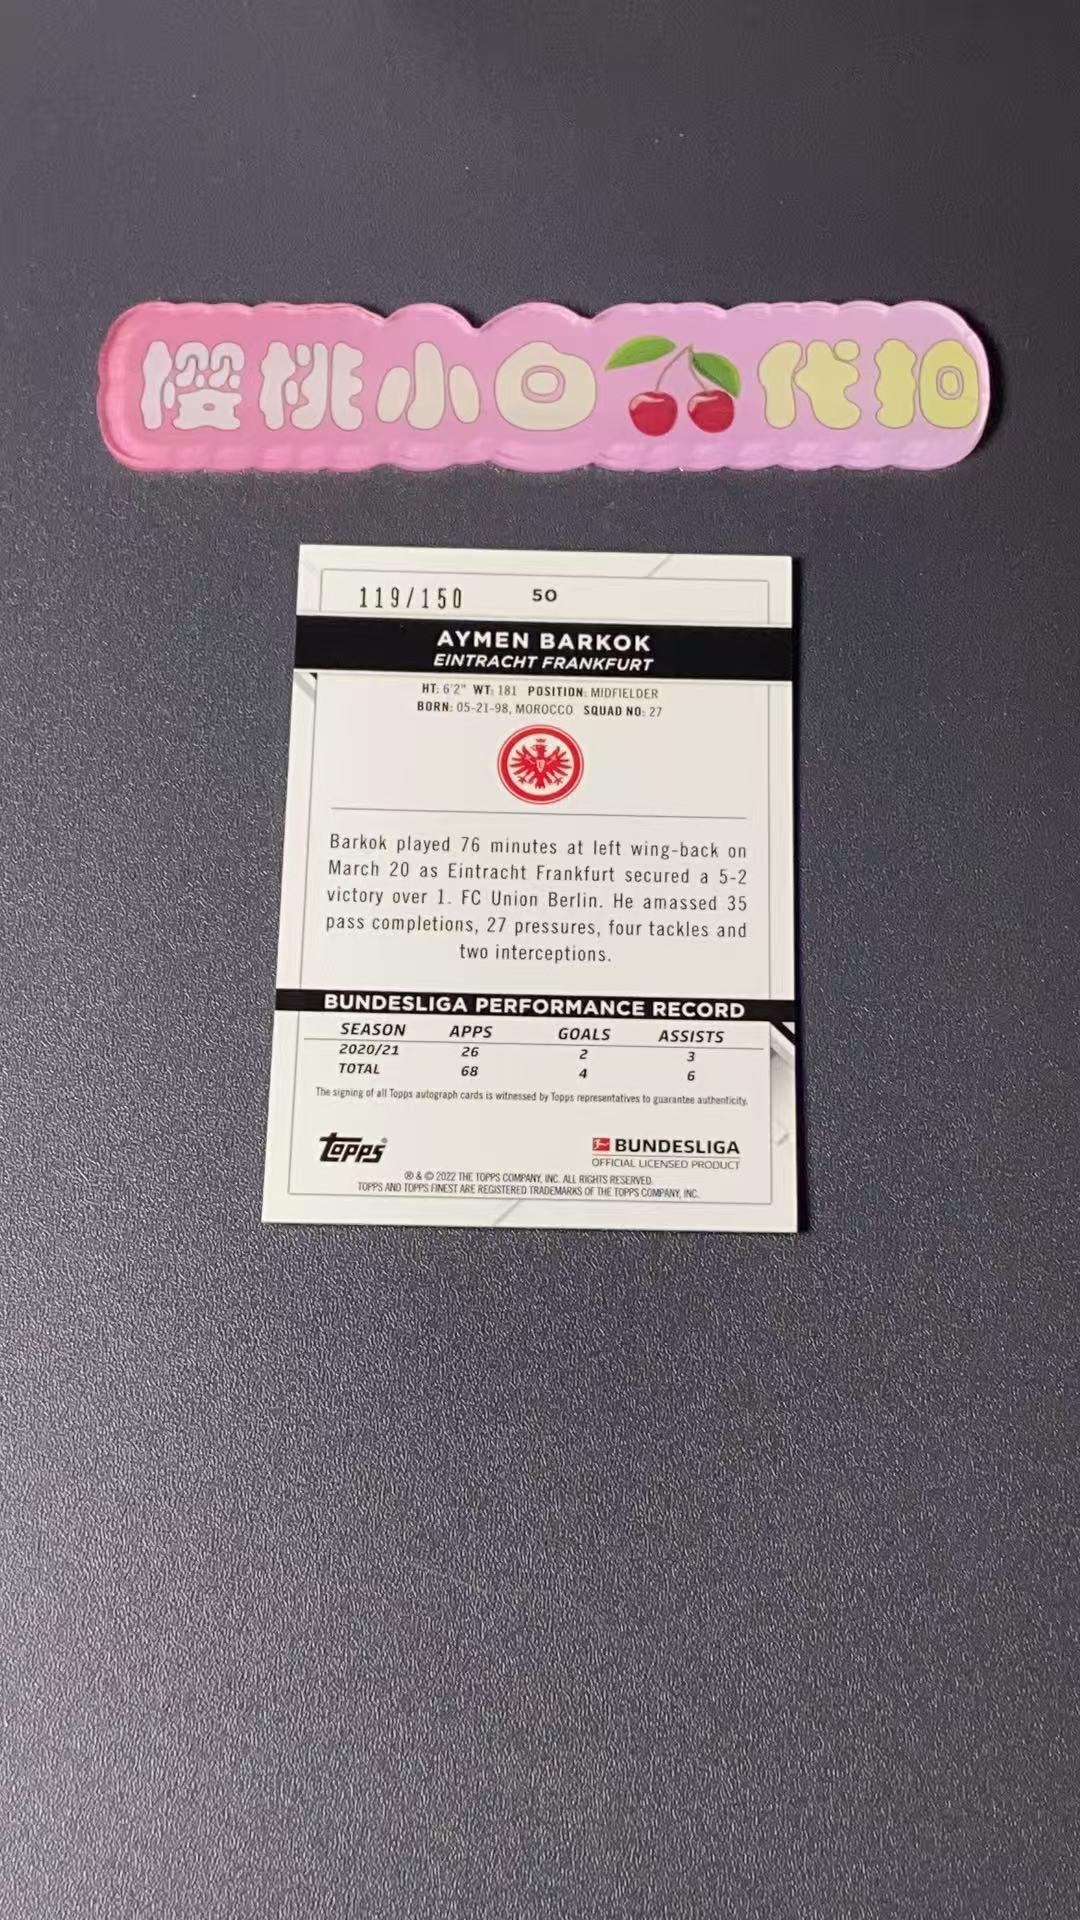 樱桃小白代拍
119/150 50
AYMEN BARKOK
EINTRACHT FRANKFURT
HT: 6'2" WT: 181 POSITION: MIDFIELDER
BORN: 05-21-98, MOROCCO SQUAD NO: 27
Barkok played 76 minutes at left wing-back on
March 20 as Eintracht Frankfurt secured a 5-2
victory over 1. FC Union Berlin. He amassed 35
pass completions, 27 pressures, four tackles and
two interceptions.
BUNDESLIGA PERFORMANCE RECORD
SEASON APPS GOALS ASSISTS
2020/21 26 2 3
TOTAL 68 4 6
The signing of all Topps autograph cards is witnessed by Topps representatives to guarantee authenticity.
topps®
BUNDESLIGA
OFFICIAL LICENSED PRODUCT
® & © 2022 THE TOPPS COMPANY, INC. ALL RIGHTS RESERVED.
TOPPS AND TOPPS FINEST ARE REGISTERED TRADEMARKS OF THE TOPPS COMPANY, INC.